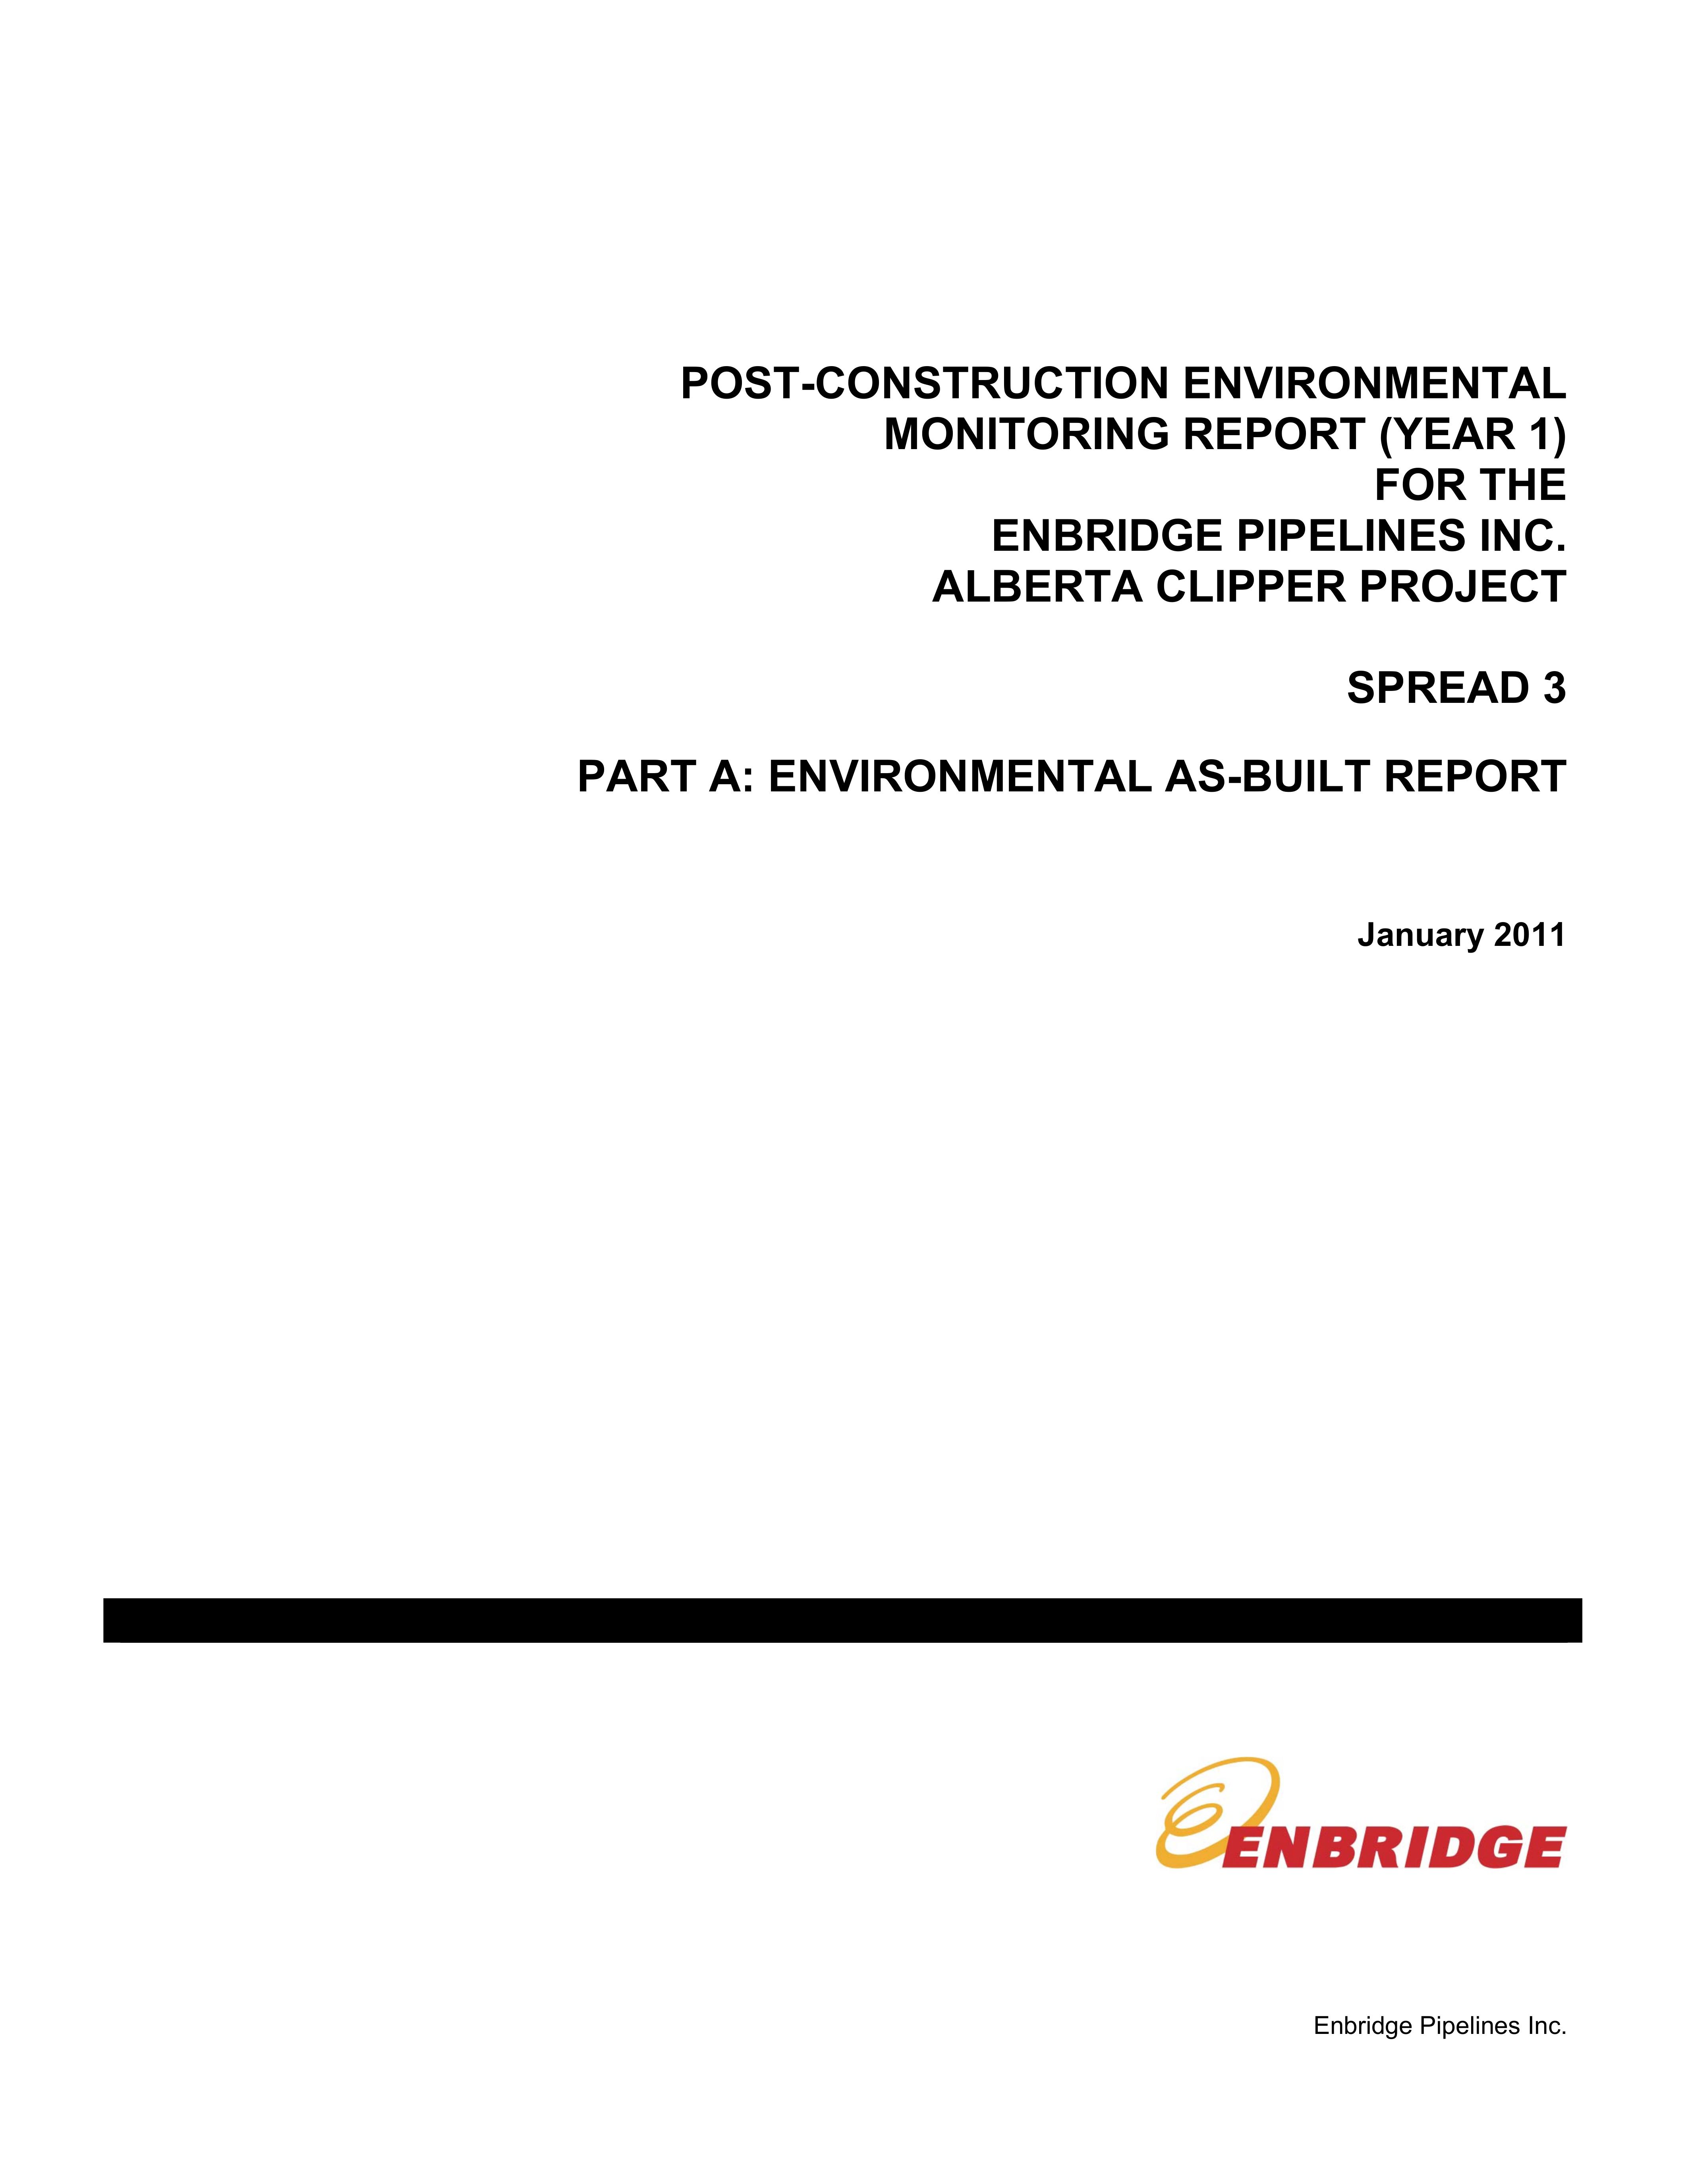 POST-CONSTRUCTION ENVIRONMENTAL
MONITORING REPORT (YEAR 1)
FOR THE
ENBRIDGE PIPELINES INC.
ALBERTA CLIPPER PROJECT
SPREAD 3
PART A: ENVIRONMENTAL AS-BUILT REPORT
January 2011
ENBRIDGE
Enbridge Pipelines Inc.